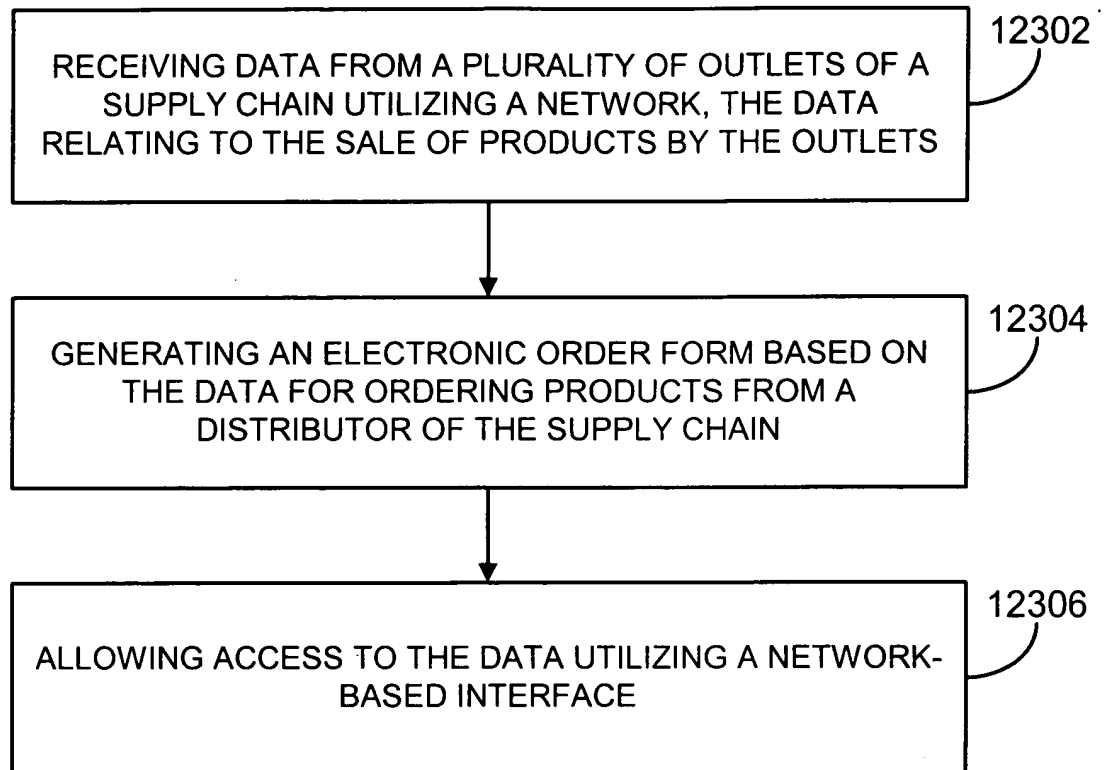 12302
RECEIVING DATA FROM A PLURALITY OF OUTLETS OF A
SUPPLY CHAIN UTILIZING A NETWORK, THE DATA
RELATING TO THE SALE OF PRODUCTS BY THE OUTLETS
12304
GENERATING AN ELECTRONIC ORDER FORM BASED ON
THE DATA FOR ORDERING PRODUCTS FROM A
DISTRIBUTOR OF THE SUPPLY CHAIN
12306
ALLOWING ACCESS TO THE DATA UTILIZING A NETWORK-
BASED INTERFACE